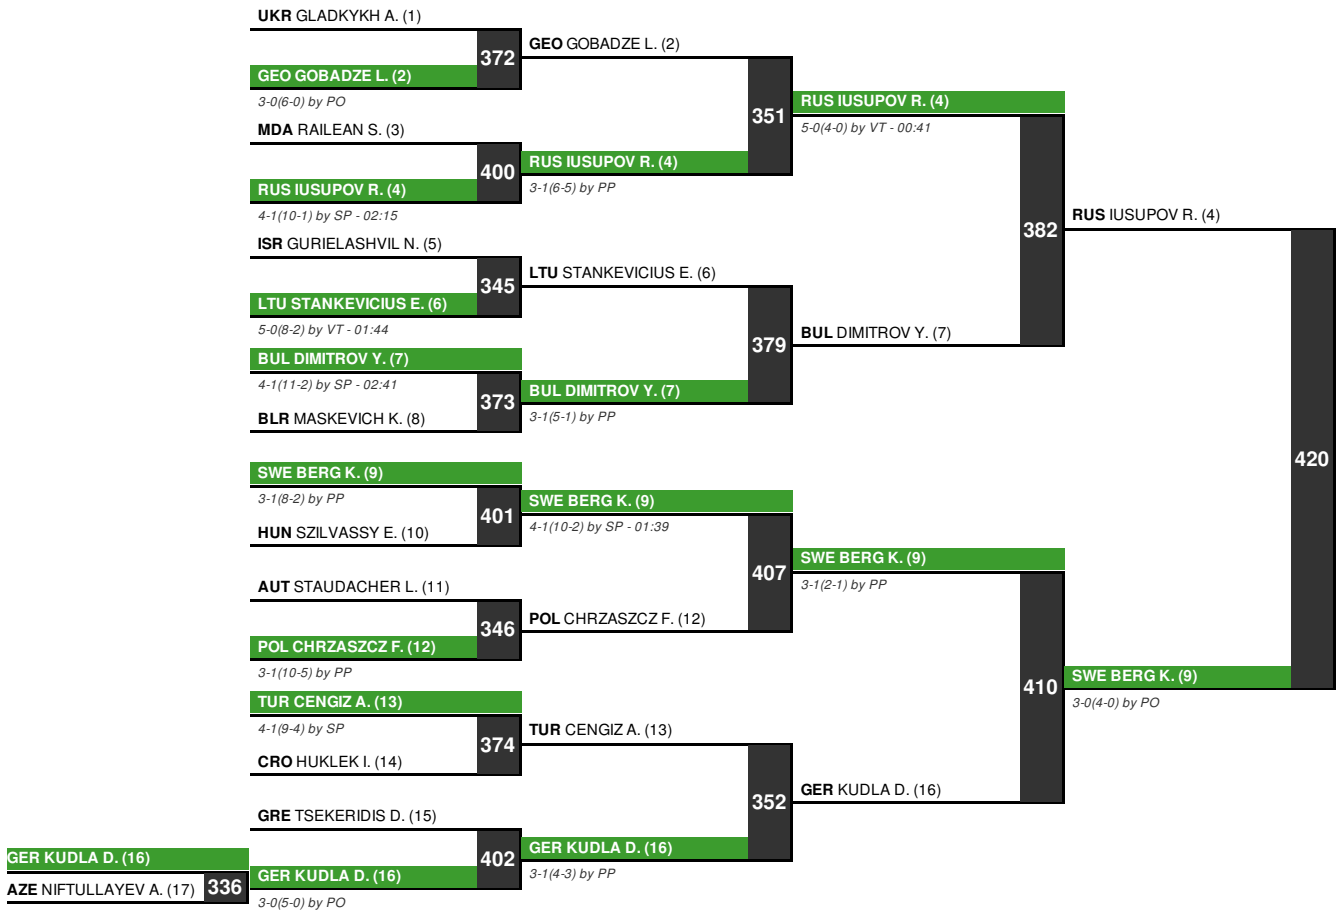 UKR GLADKYKH A. (1)
372
GEO GOBADZE L. (2)
3-0(6-0) by PO
MDA RAILEAN S. (3)
400
RUS IUSUPOV R. (4)
4-1(10-1) by SP - 02:15
ISR GURIELASHVIL N. (5)
345
LTU STANKEVICIUS E. (6)
5-0(8-2) by VT - 01:44
BUL DIMITROV Y. (7)
4-1(11-2) by SP - 02:41
373
BLR MASKEVICH K. (8)
SWE BERG K. (9)
3-1(8-2) by PP
401
HUN SZILVASSY E. (10)
AUT STAUDACHER L. (11)
346
POL CHRZASZCZ F. (12)
3-1(10-5) by PP
TUR CENGIZ A. (13)
4-1(9-4) by SP
374
CRO HUKLEK I. (14)
GRE TSEKERIDIS D. (15)
402
GER KUDLA D. (16)
AZE NIFTULLAYEV A. (17)
336
GER KUDLA D. (16)
3-0(5-0) by PO
GEO GOBADZE L. (2)
351
RUS IUSUPOV R. (4)
3-1(6-5) by PP
LTU STANKEVICIUS E. (6)
379
BUL DIMITROV Y. (7)
3-1(5-1) by PP
SWE BERG K. (9)
4-1(10-2) by SP - 01:39
407
POL CHRZASZCZ F. (12)
TUR CENGIZ A. (13)
352
GER KUDLA D. (16)
3-1(4-3) by PP
RUS IUSUPOV R. (4)
5-0(4-0) by VT - 00:41
382
BUL DIMITROV Y. (7)
SWE BERG K. (9)
3-1(2-1) by PP
410
GER KUDLA D. (16)
RUS IUSUPOV R. (4)
420
SWE BERG K. (9)
3-0(4-0) by PO